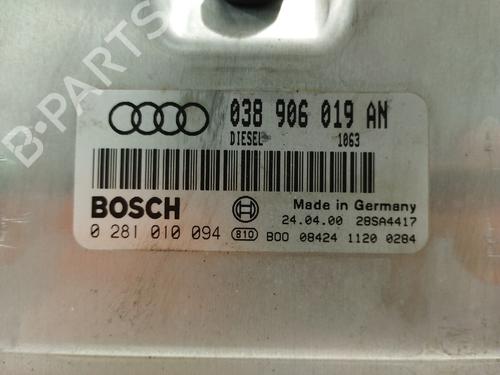 038 906 019 AN
DIESEL 1063
BOSCH
Made in Germany
24.04.00 28SA4417
0 281 010 094 810 B00 08424 1120 0284